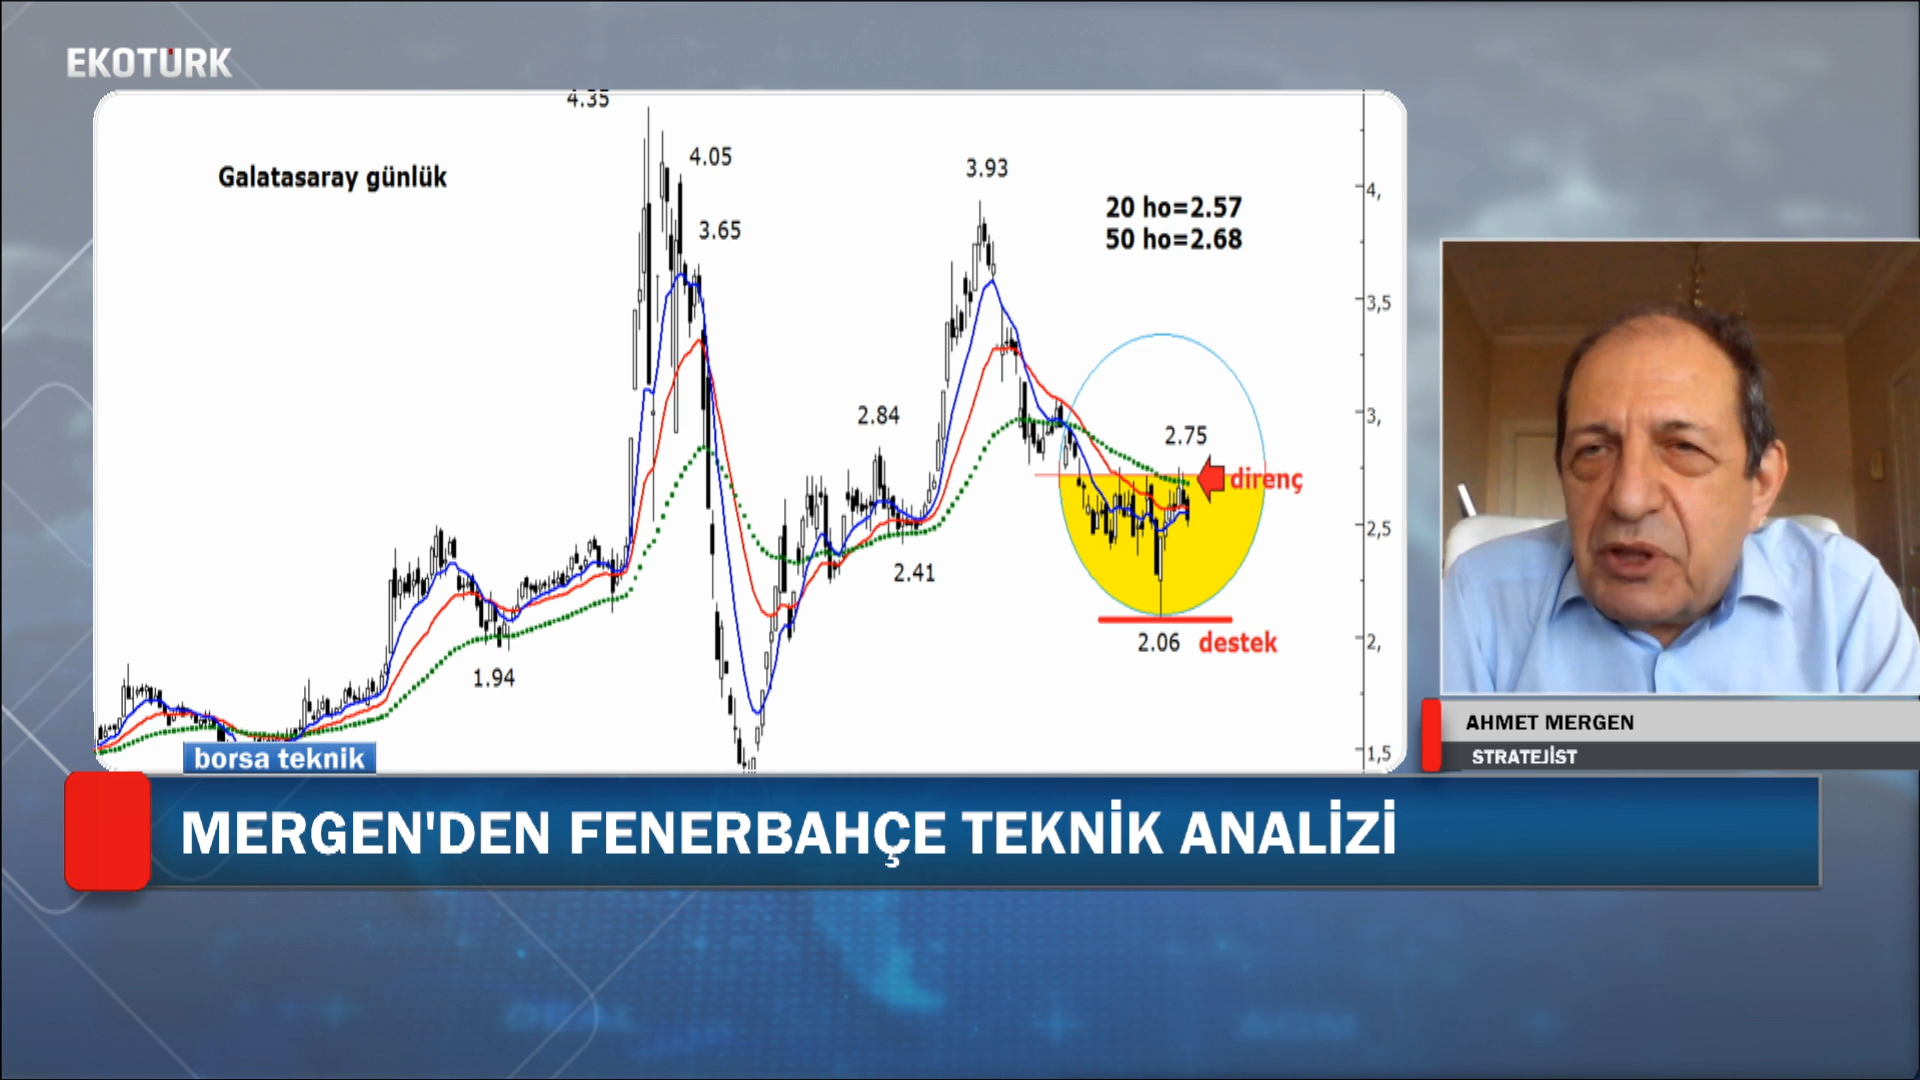 EKOTÜRK
4.35
Galatasaray günlük
4.05
3.93
3.65
20 ho=2.57
50 ho=2.68
4,
3,5
2.84
3,
2.75
direnç
2,5
2.41
2.06
destek
2,
1.94
1,5
borsa teknik
AHMET MERGEN
STRATEJİST
MERGEN'DEN FENERBAHÇE TEKNİK ANALİZİ